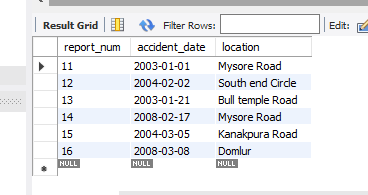 Result Grid Filter Rows: Edit:
report_num accident_date location
11 2003-01-01 Mysore Road
12 2004-02-02 South end Circle
13 2003-01-21 Bull temple Road
14 2008-02-17 Mysore Road
15 2004-03-05 Kanakpura Road
16 2008-03-08 Domlur
NULL NULL NULL